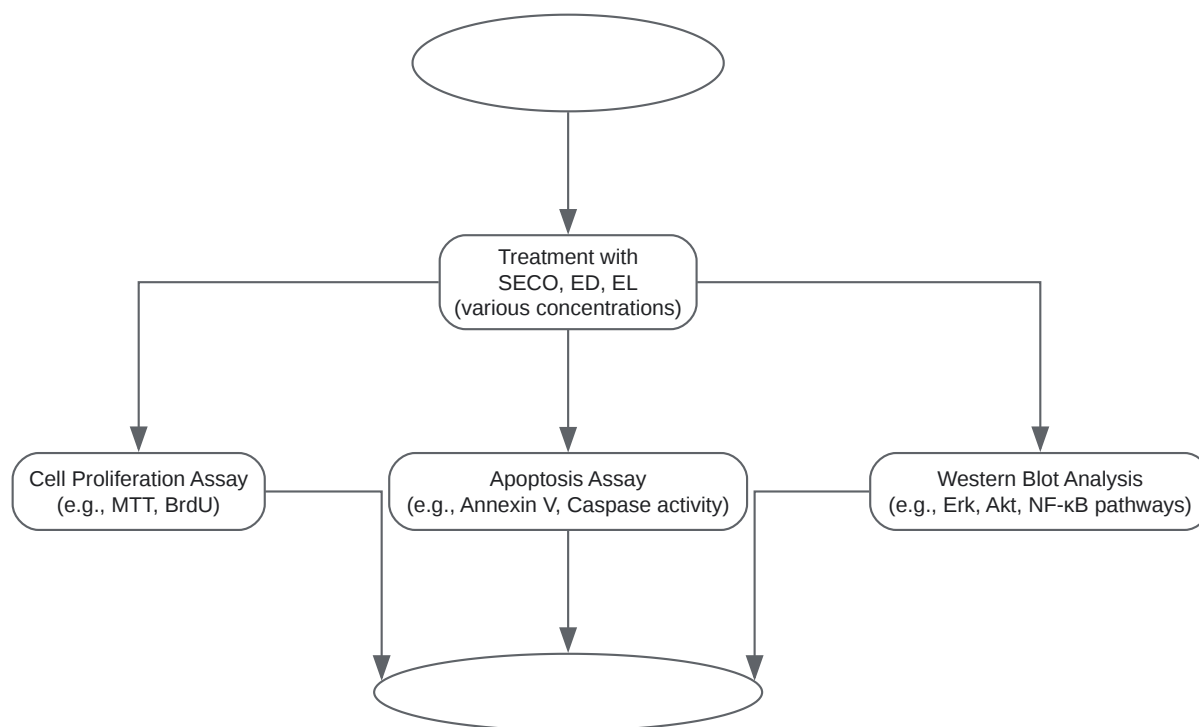 Treatment with
SECO, ED, EL
(various concentrations)
Cell Proliferation Assay
(e.g., MTT, BrdU)
Apoptosis Assay
(e.g., Annexin V, Caspase activity)
Western Blot Analysis
(e.g., Erk, Akt, NF-κB pathways)